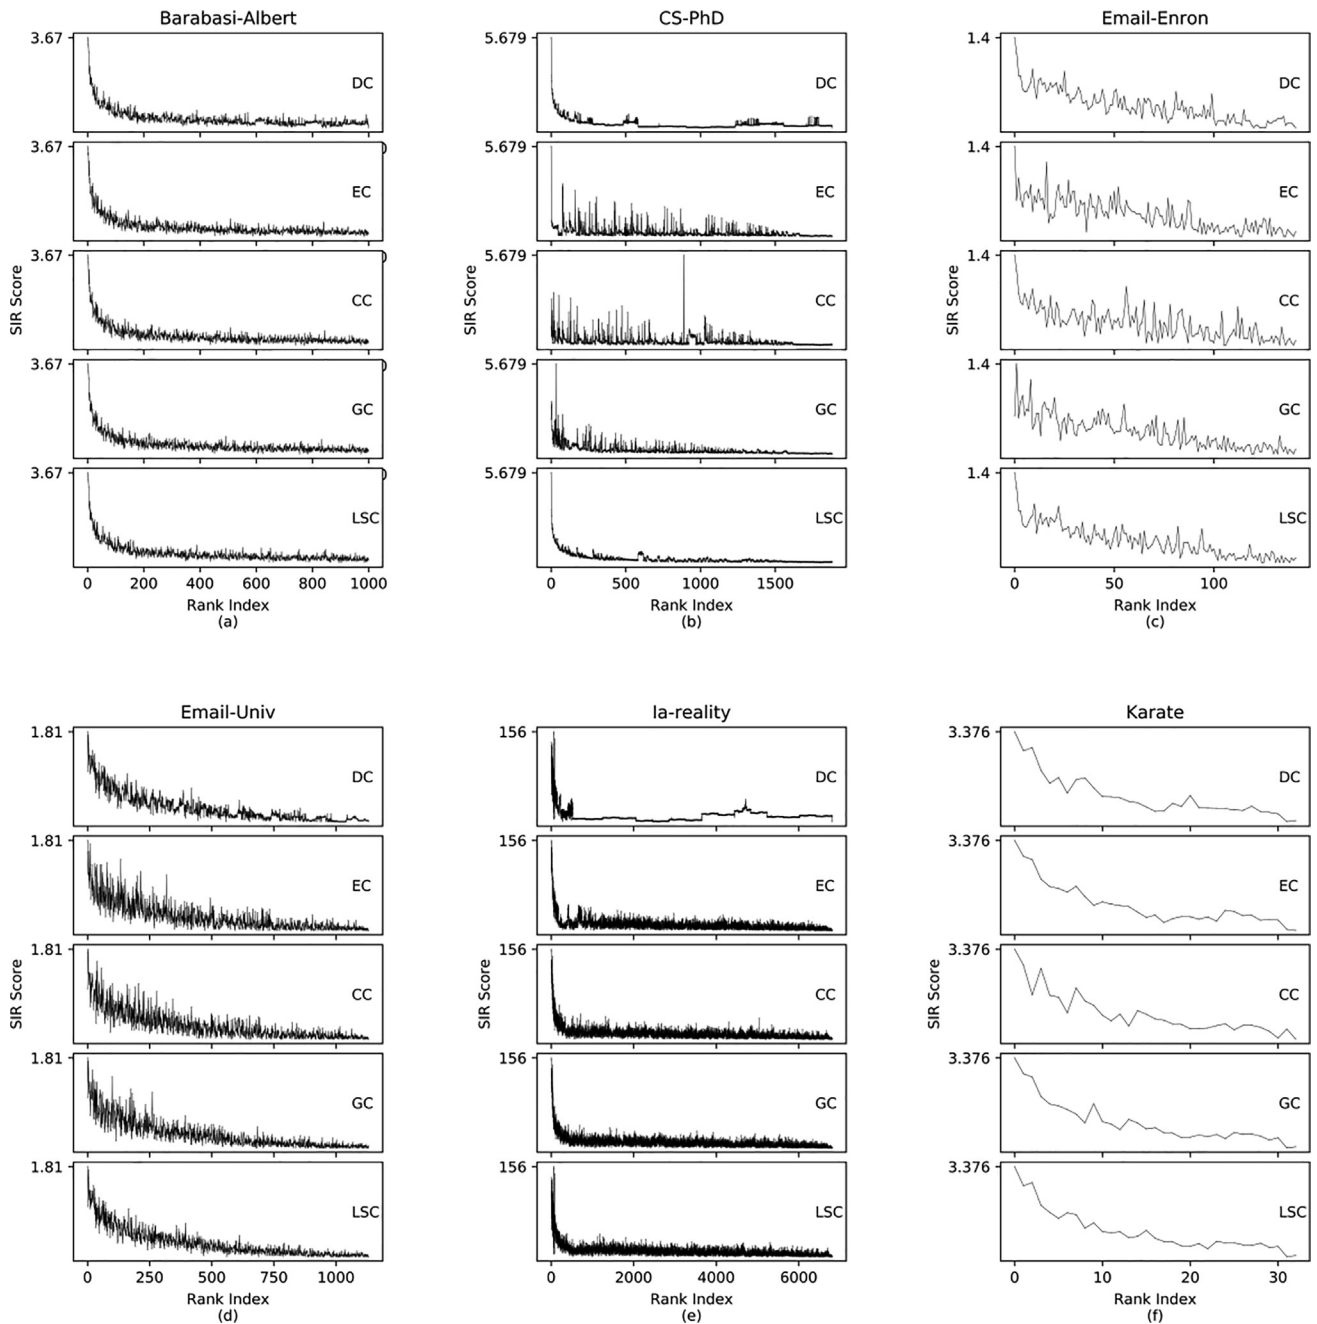 Barabasi-Albert
3.67
DC
3.67
EC
3.67
CC
3.67
GC
3.67
LSC
SIR Score
0 200 400 600 800 1000
Rank Index
(a)
CS-PhD
5.679
DC
5.679
EC
5.679
CC
5.679
GC
5.679
LSC
SIR Score
0 500 1000 1500
Rank Index
(b)
Email-Enron
1.4
DC
1.4
EC
1.4
CC
1.4
GC
1.4
LSC
SIR Score
0 50 100
Rank Index
(c)
Email-Univ
1.81
DC
1.81
EC
1.81
CC
1.81
GC
1.81
LSC
SIR Score
0 250 500 750 1000
Rank Index
(d)
Ia-reality
156
DC
156
EC
156
CC
156
GC
156
LSC
SIR Score
0 2000 4000 6000
Rank Index
(e)
Karate
3.376
DC
3.376
EC
3.376
CC
3.376
GC
3.376
LSC
SIR Score
0 10 20 30
Rank Index
(f)